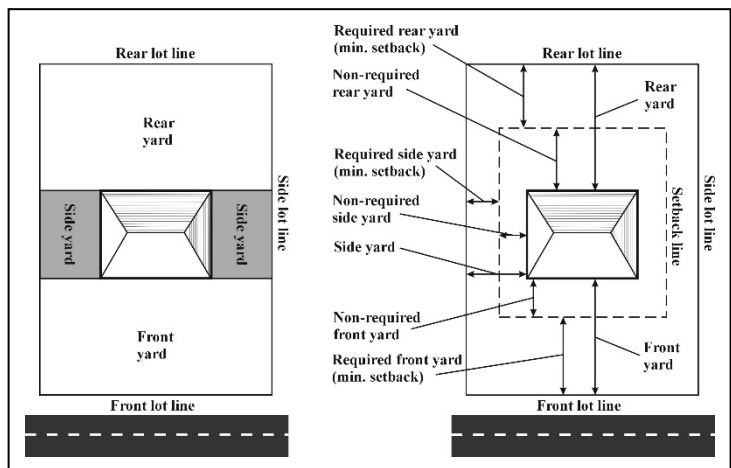 Rear lot line
Rear
yard
Side yard
Side yard
Side lot line
Front
yard
Front lot line
Required rear yard
(min. setback)
Rear lot line
Non-required
rear yard
Rear
yard
Required side yard
(min. setback)
Non-required
side yard
Side yard
Setback line
Side lot line
Non-required
front yard
Required front yard
(min. setback)
Front
yard
Front lot line